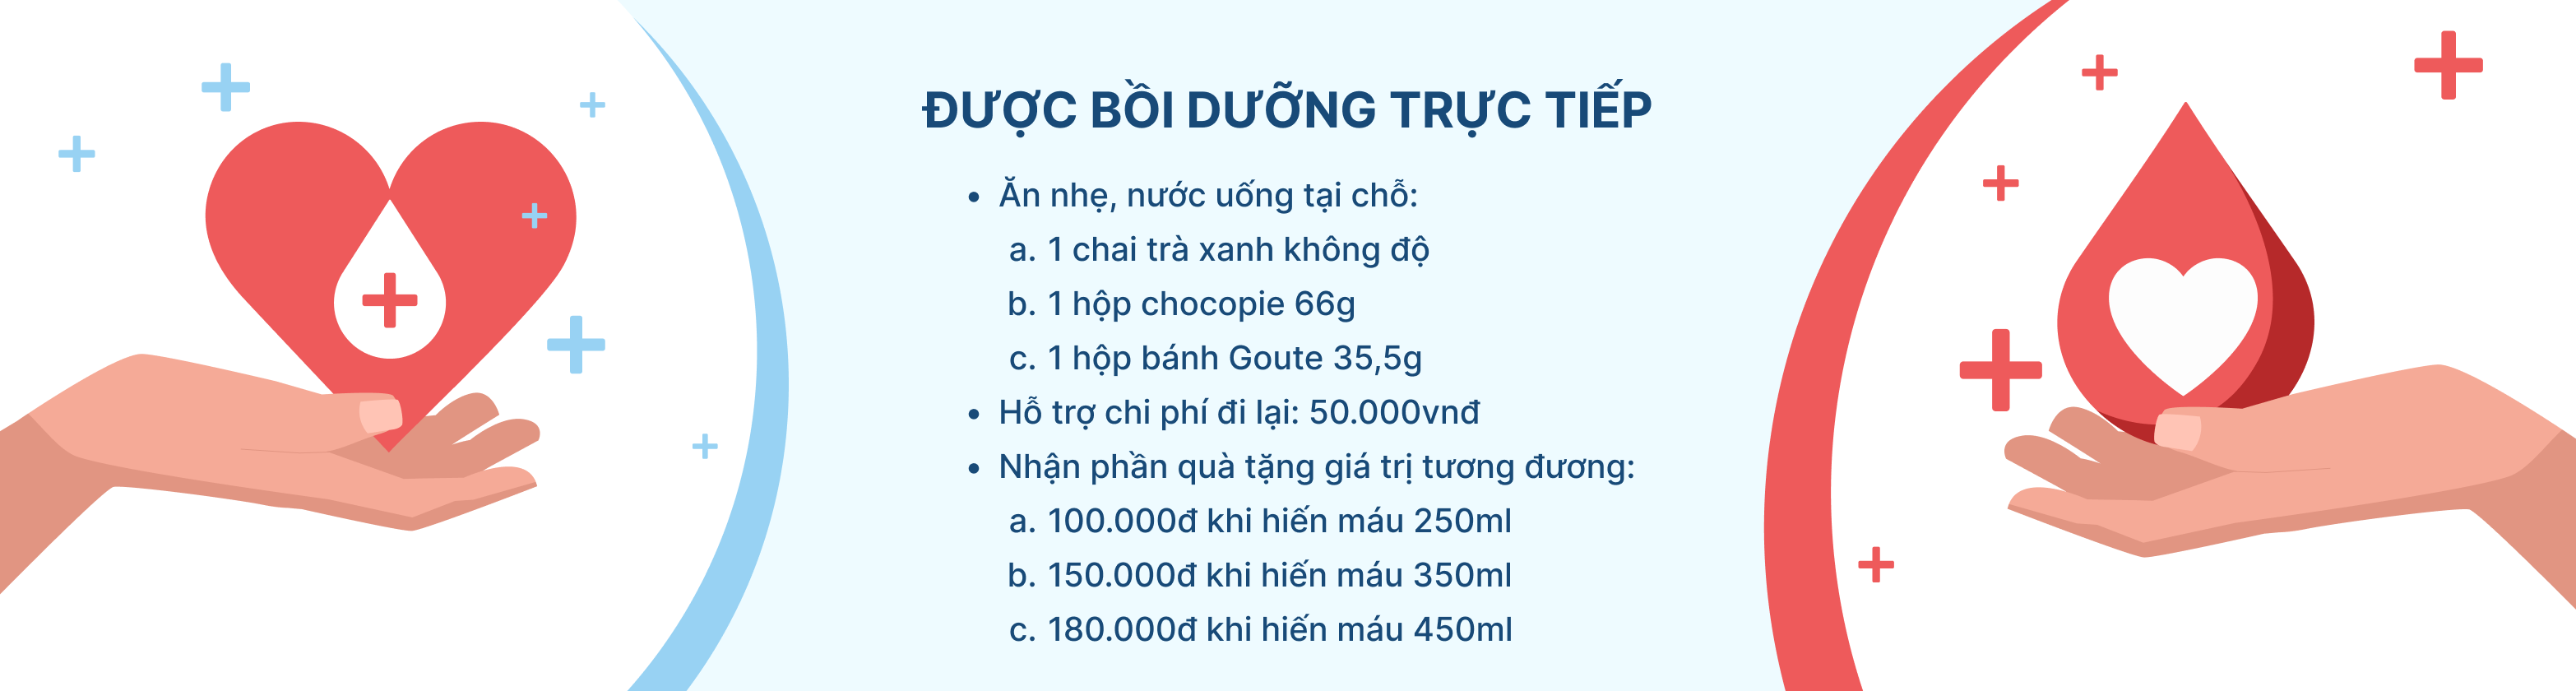 ĐƯỢC BỒI DƯỠNG TRỰC TIẾP
• Ăn nhẹ, nước uống tại chỗ:
a. 1 chai trà xanh không độ
b. 1 hộp chocopie 66g
c. 1 hộp bánh Goute 35,5g
• Hỗ trợ chi phí đi lại: 50.000vnđ
• Nhận phần quà tặng giá trị tương đương:
a. 100.000đ khi hiến máu 250ml
b. 150.000đ khi hiến máu 350ml
c. 180.000đ khi hiến máu 450ml